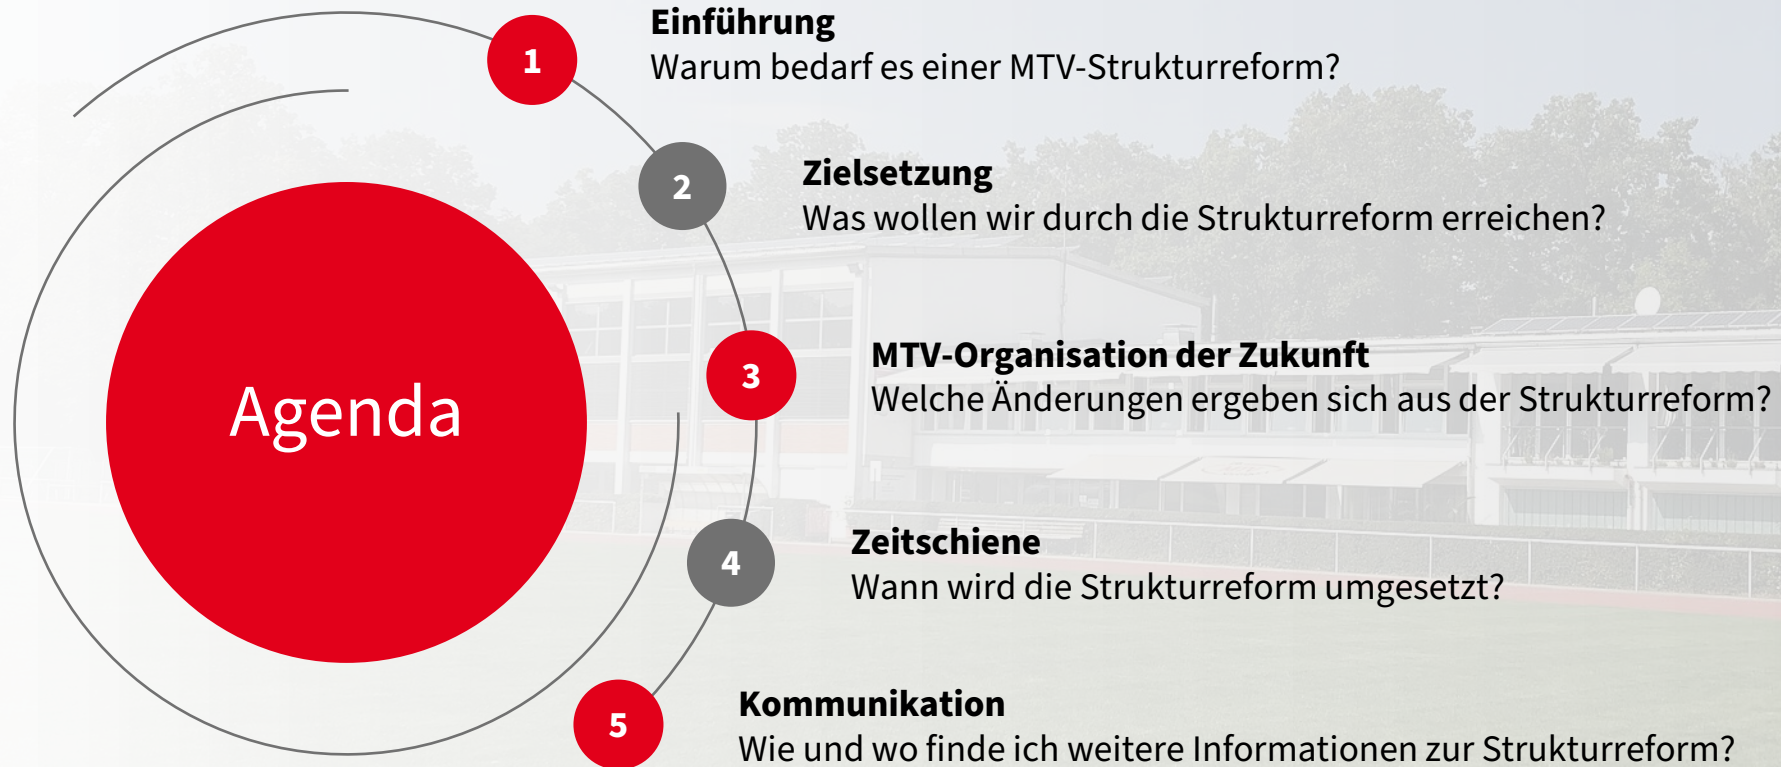 Agenda
1
Einführung
Warum bedarf es einer MTV-Strukturreform?
2
Zielsetzung
Was wollen wir durch die Strukturreform erreichen?
3
MTV-Organisation der Zukunft
Welche Änderungen ergeben sich aus der Strukturreform?
4
Zeitschiene
Wann wird die Strukturreform umgesetzt?
5
Kommunikation
Wie und wo finde ich weitere Informationen zur Strukturreform?